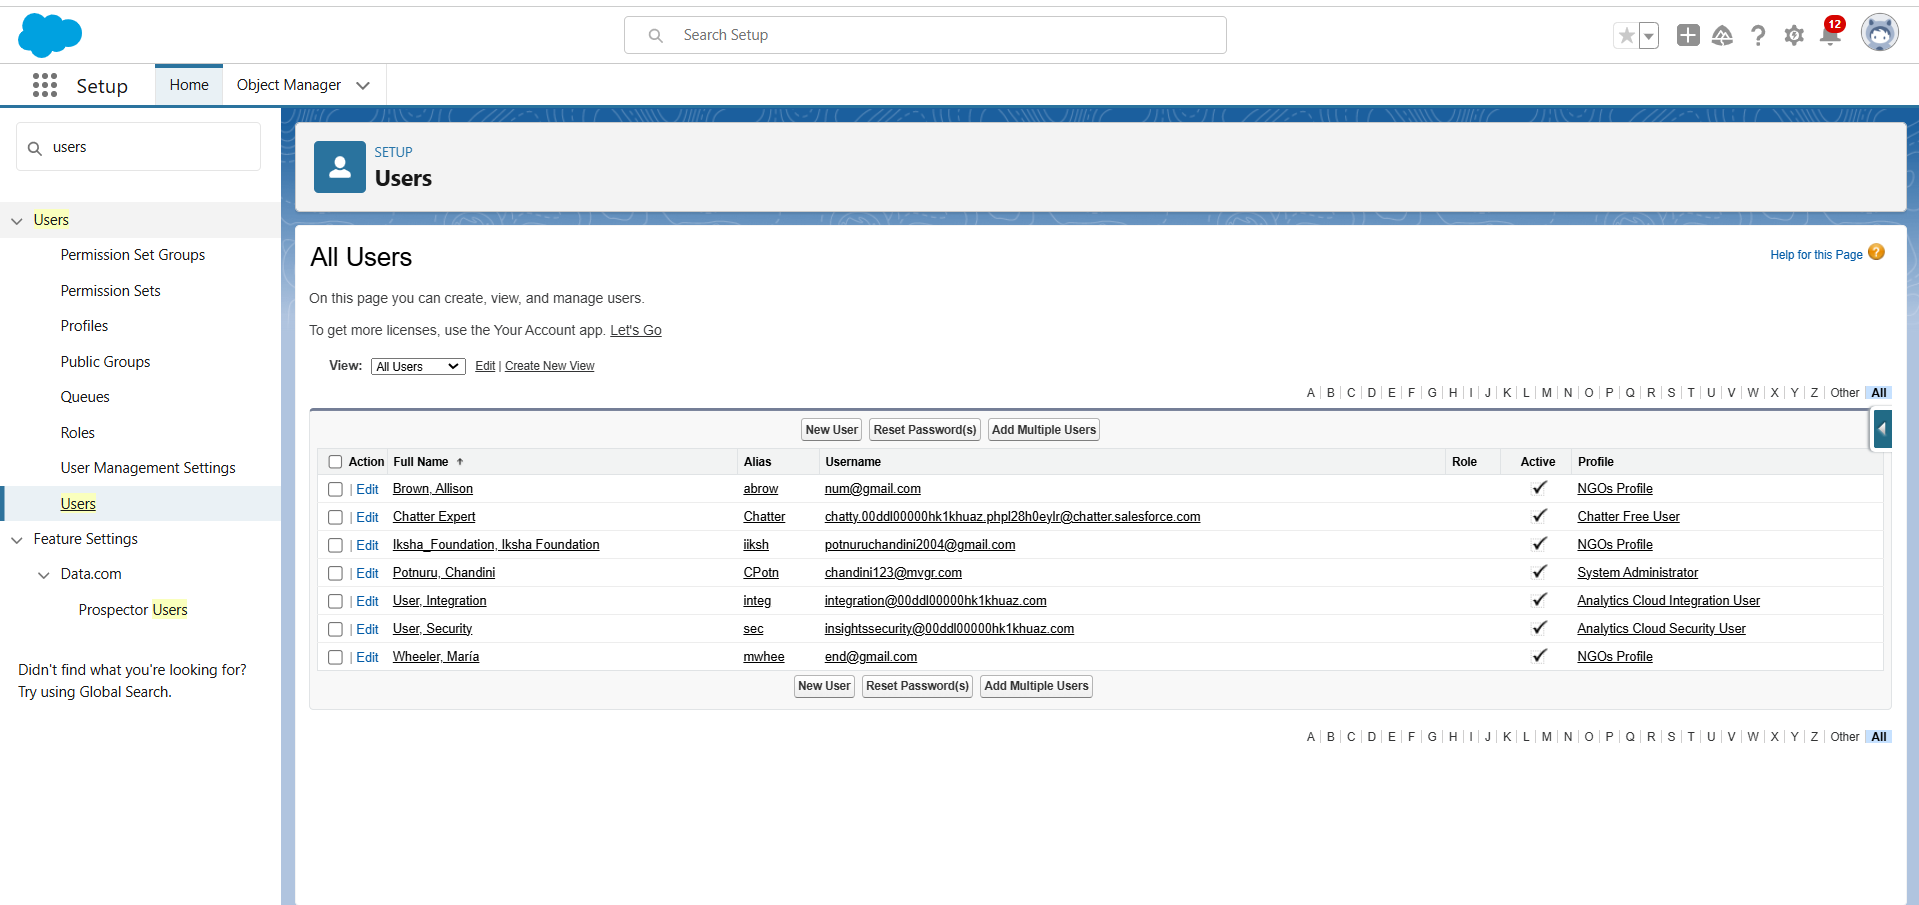 Search Setup
12
Setup
Home
Object Manager
users
SETUP
Users
Users
Permission Set Groups
Permission Sets
Profiles
Public Groups
Queues
Roles
User Management Settings
Users
Feature Settings
Data.com
Prospector Users
Didn't find what you're looking for?
Try using Global Search.
All Users
Help for this Page ?
On this page you can create, view, and manage users.
To get more licenses, use the Your Account app. Let's Go
View: All Users Edit | Create New View
A | B | C | D | E | F | G | H | I | J | K | L | M | N | O | P | Q | R | S | T | U | V | W | X | Y | Z | Other All
New User Reset Password(s) Add Multiple Users
Action Full Name ↑ Alias Username Role Active Profile
| Edit Brown, Allison abrow num@gmail.com ✓ NGOs Profile
| Edit Chatter Expert Chatter chatty.00ddl00000hk1khuaz.phpl28h0eylr@chatter.salesforce.com ✓ Chatter Free User
| Edit Iksha_Foundation, Iksha Foundation iiksh potnuruchandini2004@gmail.com ✓ NGOs Profile
| Edit Potnuru, Chandini CPotn chandini123@mvgr.com ✓ System Administrator
| Edit User, Integration integ integration@00ddl00000hk1khuaz.com ✓ Analytics Cloud Integration User
| Edit User, Security sec insightssecurity@00ddl00000hk1khuaz.com ✓ Analytics Cloud Security User
| Edit Wheeler, María mwhee end@gmail.com ✓ NGOs Profile
New User Reset Password(s) Add Multiple Users
A | B | C | D | E | F | G | H | I | J | K | L | M | N | O | P | Q | R | S | T | U | V | W | X | Y | Z | Other All